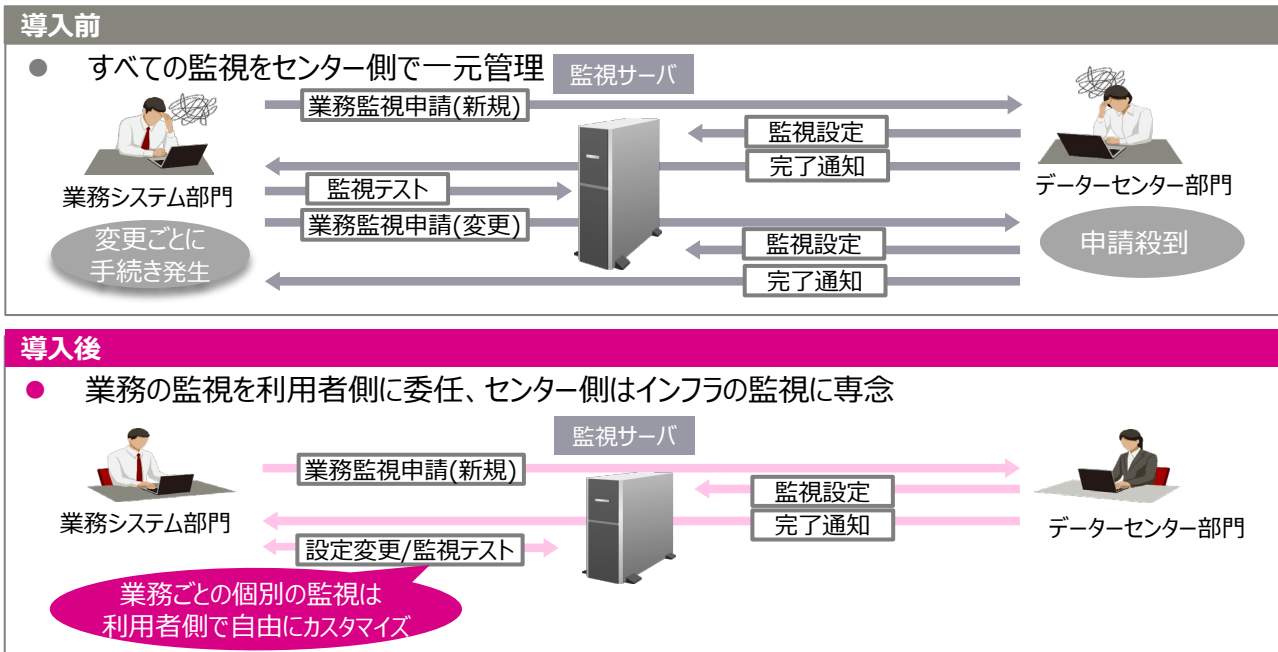 導入前
● すべての監視をセンター側で一元管理
監視サーバ
業務監視申請(新規)
監視設定
完了通知
業務システム部門
監視テスト
データーセンター部門
業務監視申請(変更)
変更ごとに
手続き発生
監視設定
申請殺到
完了通知
導入後
● 業務の監視を利用者側に委任、センター側はインフラの監視に専念
監視サーバ
業務監視申請(新規)
監視設定
業務システム部門
完了通知
データーセンター部門
設定変更/監視テスト
業務ごとの個別の監視は
利用者側で自由にカスタマイズ